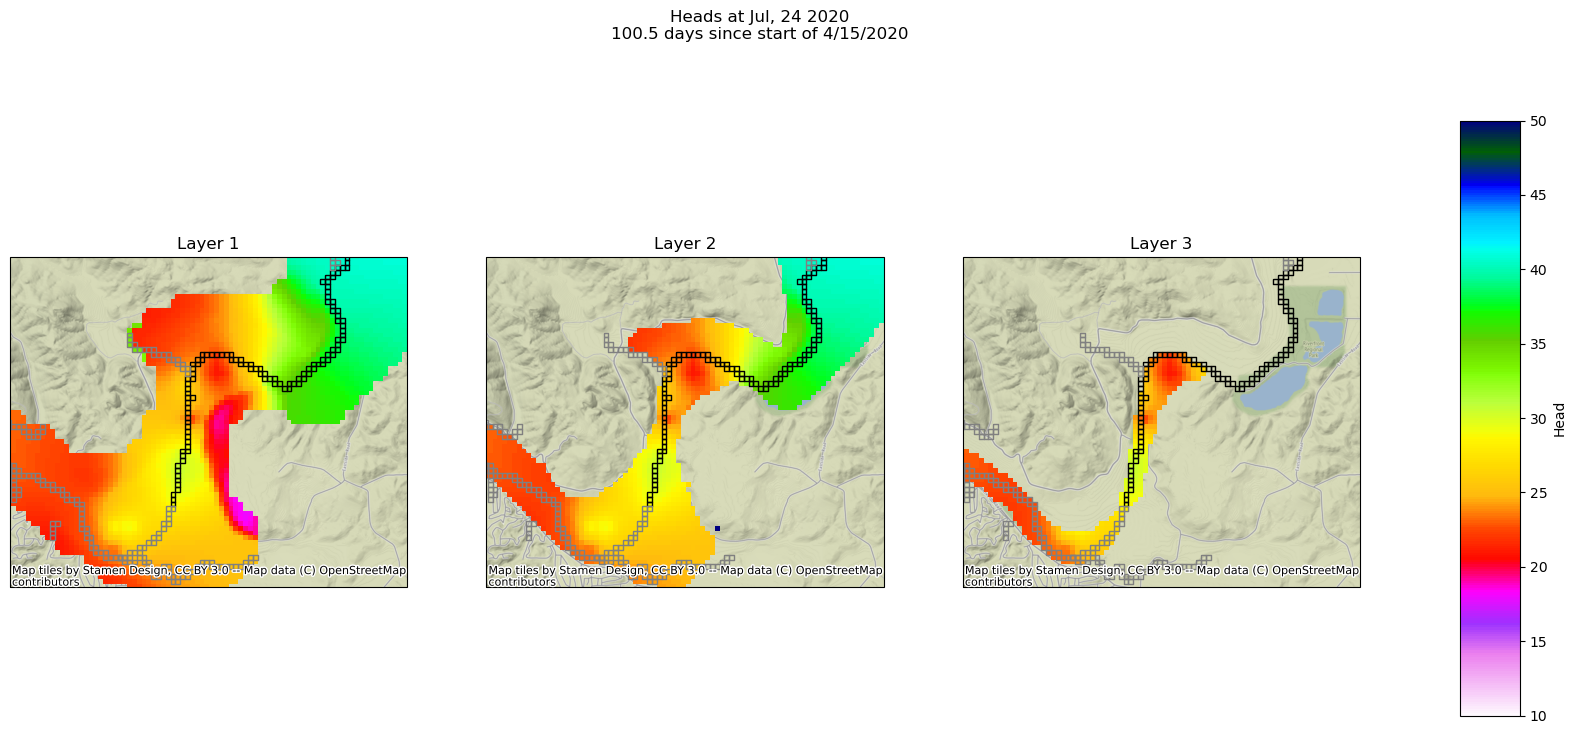 Heads at Jul, 24 2020
100.5 days since start of 4/15/2020
Layer 1
Layer 2
Layer 3
Map tiles by Stamen Design, CC BY 3.0 -- Map data (C) OpenStreetMap
contributors
Map tiles by Stamen Design, CC BY 3.0 -- Map data (C) OpenStreetMap
contributors
Map tiles by Stamen Design, CC BY 3.0 -- Map data (C) OpenStreetMap
contributors
50
45
40
35
30
25
20
15
10
Head